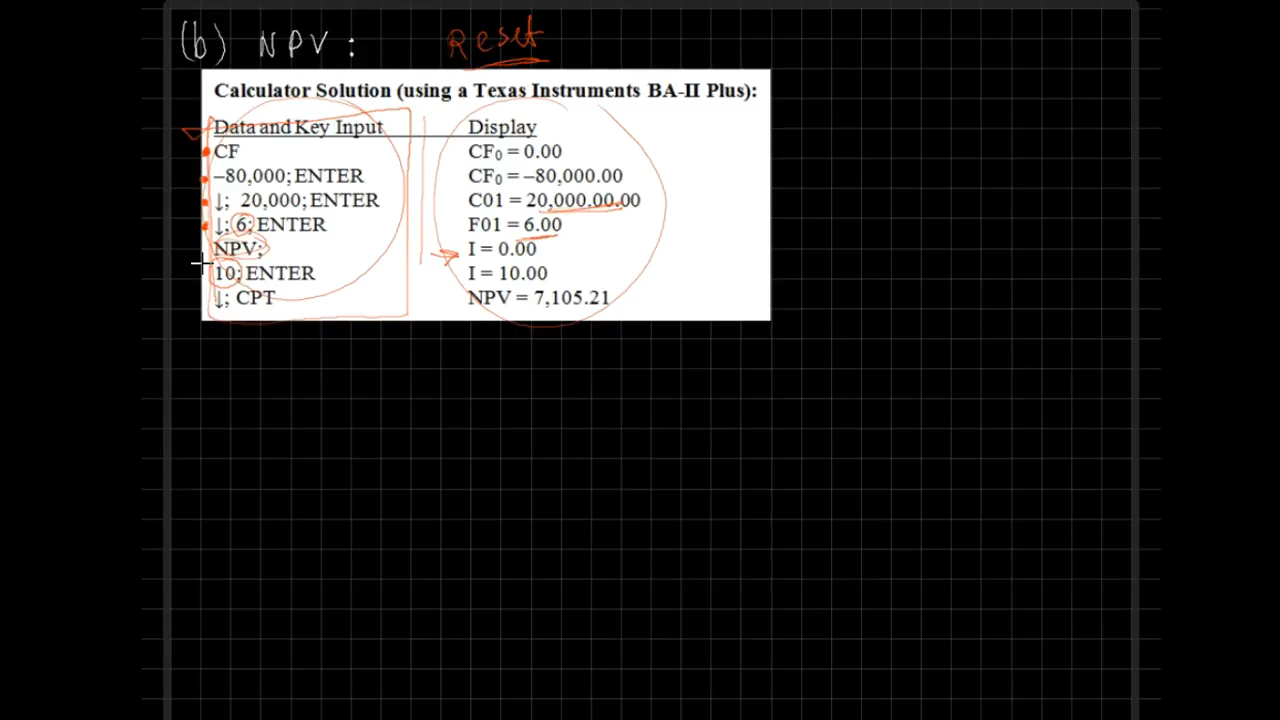 (b) NPV: Reset
Calculator Solution (using a Texas Instruments BA-II Plus):
Data and Key Input Display
CF CF0 = 0.00
–80,000; ENTER CF0 = –80,000.00
↓; 20,000; ENTER C01 = 20,000.00.00
↓; 6; ENTER F01 = 6.00
NPV; I = 0.00
10; ENTER I = 10.00
↓; CPT NPV = 7,105.21